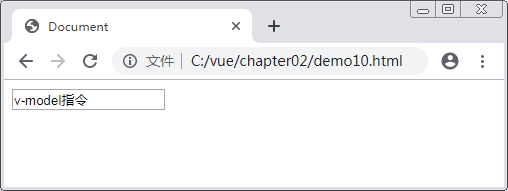 Document
文件 C:/vue/chapter02/demo10.html
v-model指令